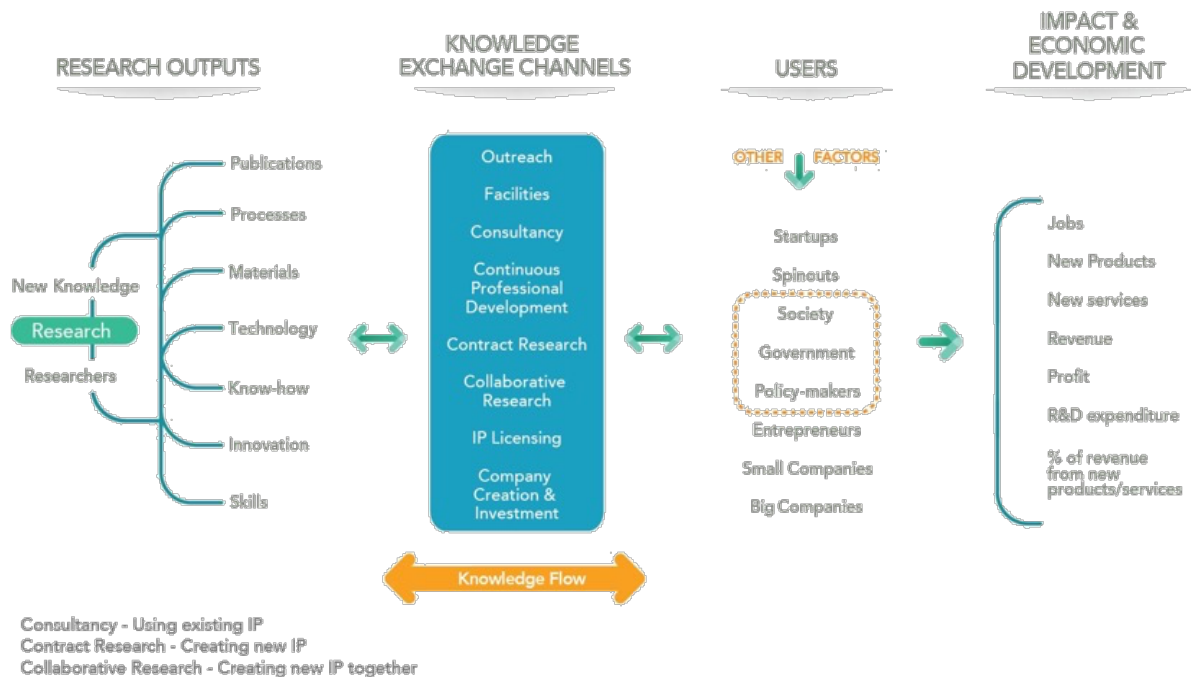 RESEARCH OUTPUTS
KNOWLEDGE
EXCHANGE CHANNELS
USERS
IMPACT &
ECONOMIC
DEVELOPMENT
New Knowledge
Research
Researchers
Publications
Processes
Materials
Technology
Know-how
Innovation
Skills
Outreach
Facilities
Consultancy
Continuous
Professional
Development
Contract Research
Collaborative
Research
IP Licensing
Company
Creation &
Investment
Knowledge Flow
OTHER FACTORS
Startups
Spinouts
Society
Government
Policy-makers
Entrepreneurs
Small Companies
Big Companies
Jobs
New Products
New services
Revenue
Profit
R&D expenditure
% of revenue
from new
products/services
Consultancy - Using existing IP
Contract Research - Creating new IP
Collaborative Research - Creating new IP together